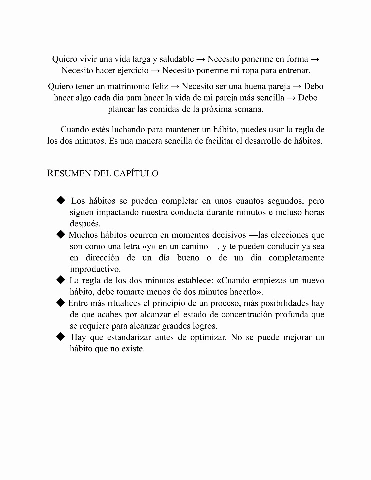 Quiero vivir una vida larga y saludable → Necesito ponerme en forma →
Necesito hacer ejercicio → Necesito ponerme mi ropa para entrenar.
Quiero tener un matrimonio feliz → Necesito ser una buena pareja → Debo
hacer algo cada día para hacer la vida de mi pareja más sencilla → Debo
planear las comidas de la próxima semana.
Cuando estés luchando para mantener un hábito, puedes usar la regla de
los dos minutos. Es una manera sencilla de facilitar el desarrollo de hábitos.
RESUMEN DEL CAPÍTULO
◆ Los hábitos se pueden completar en unos cuantos segundos, pero
siguen impactando nuestra conducta durante minutos e incluso horas
después.
◆ Muchos hábitos ocurren en momentos decisivos —las elecciones que
son como una letra «y» en un camino—, y te pueden conducir ya sea
en dirección de un día bueno o de un día completamente
improductivo.
◆ La regla de los dos minutos establece: «Cuando empiezas un nuevo
hábito, debe tomarte menos de dos minutos hacerlo».
◆ Entre más ritualices el principio de un proceso, más posibilidades hay
de que acabes por alcanzar el estado de concentración profunda que
se requiere para alcanzar grandes logros.
◆ Hay que estandarizar antes de optimizar. No se puede mejorar un
hábito que no existe.